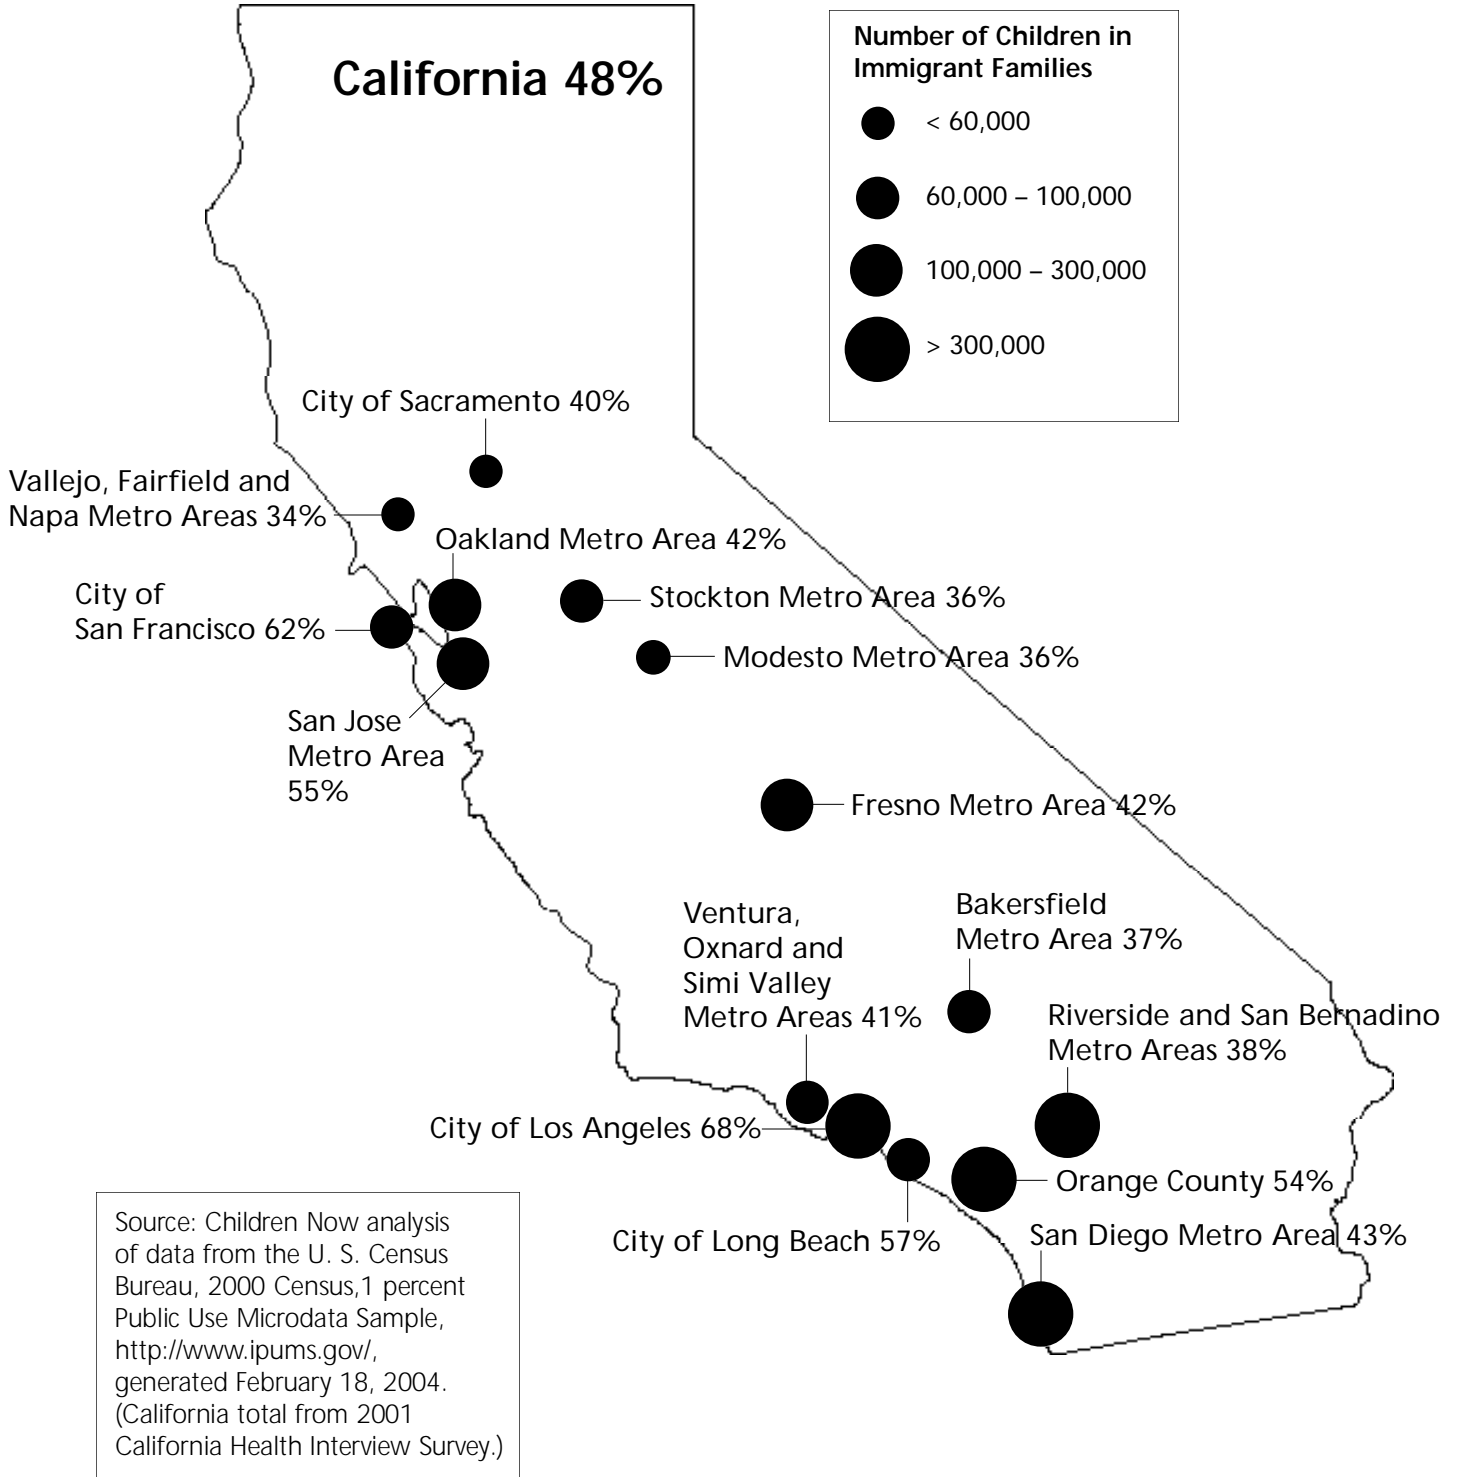 California 48%
Number of Children in
Immigrant Families
< 60,000
60,000 – 100,000
100,000 – 300,000
> 300,000
City of Sacramento 40%
Vallejo, Fairfield and
Napa Metro Areas 34%
Oakland Metro Area 42%
City of
San Francisco 62%
Stockton Metro Area 36%
Modesto Metro Area 36%
San Jose
Metro Area
55%
Fresno Metro Area 42%
Ventura,
Oxnard and
Simi Valley
Metro Areas 41%
Bakersfield
Metro Area 37%
Riverside and San Bernadino
Metro Areas 38%
City of Los Angeles 68%
Orange County 54%
City of Long Beach 57%
San Diego Metro Area 43%
Source: Children Now analysis
of data from the U. S. Census
Bureau, 2000 Census,1 percent
Public Use Microdata Sample,
http://www.ipums.gov/,
generated February 18, 2004.
(California total from 2001
California Health Interview Survey.)